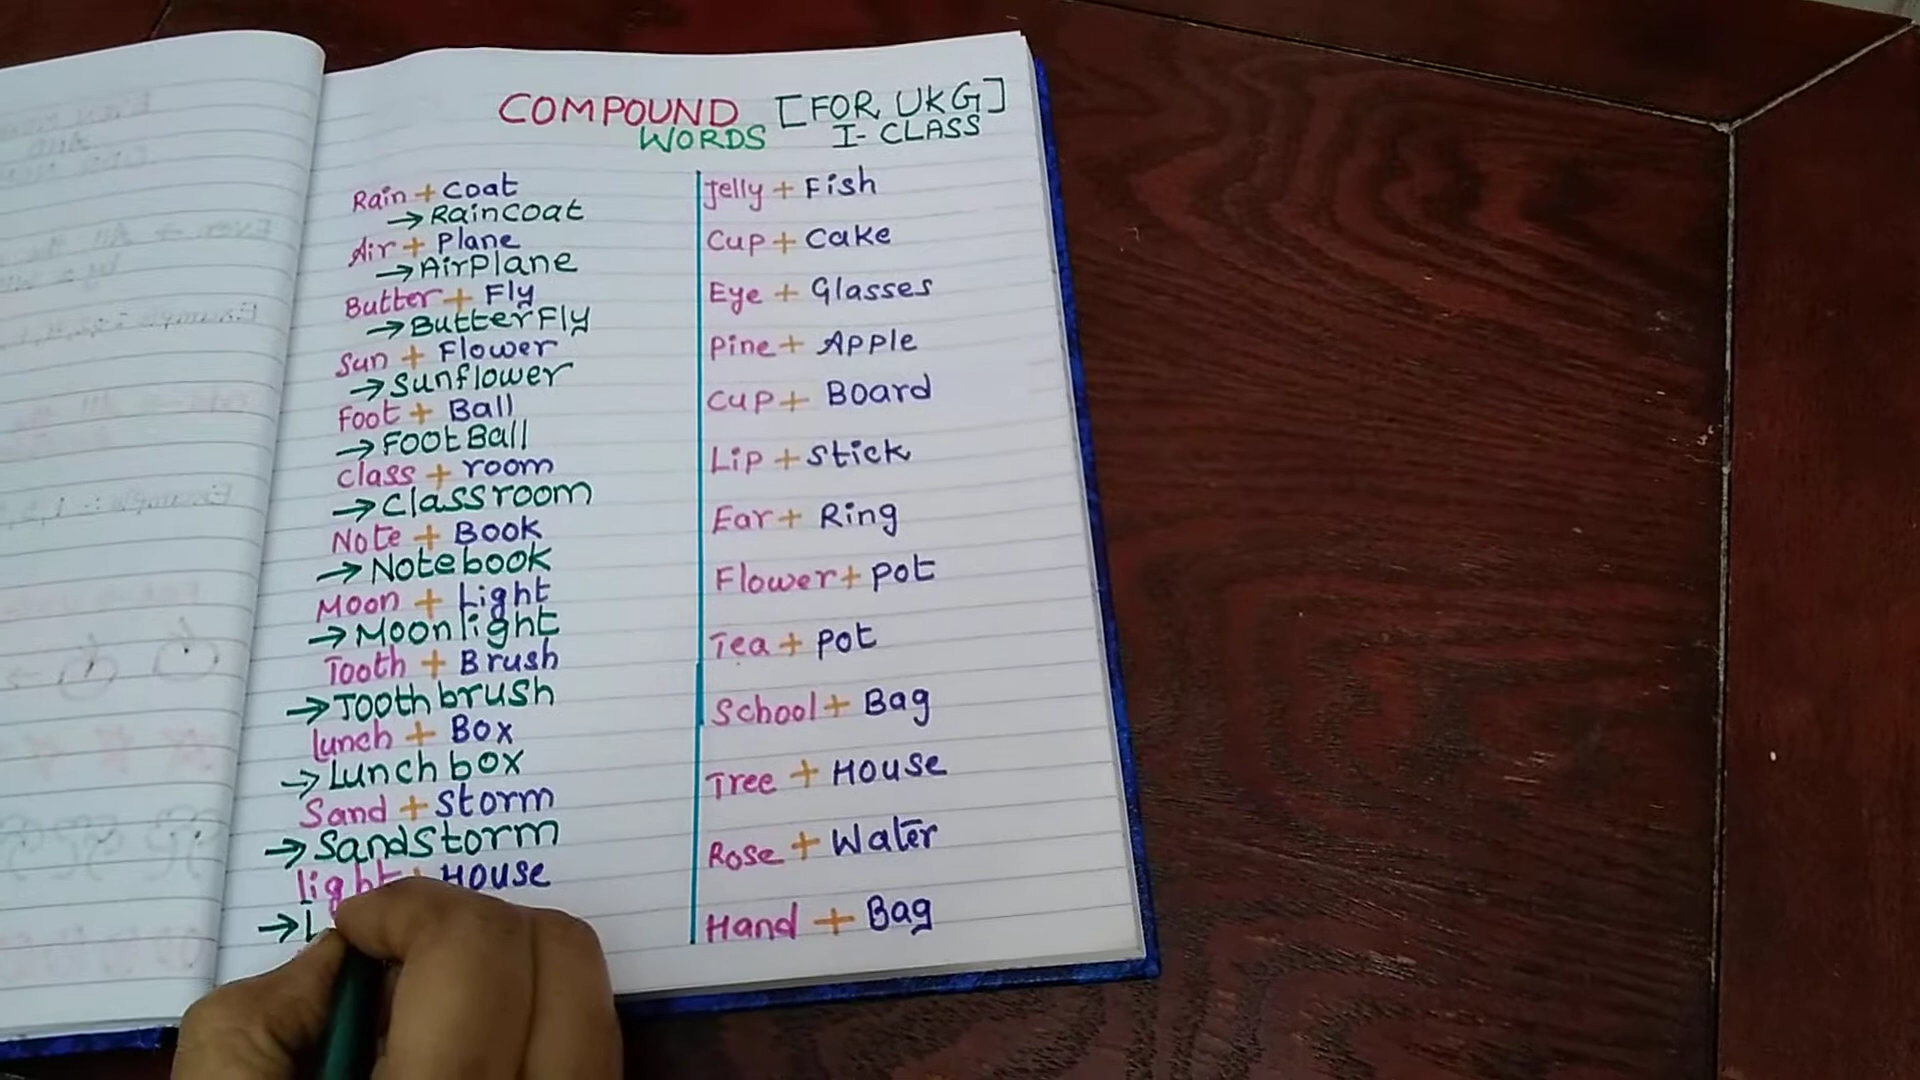 COMPOUND [FOR UKG]
WORDS I-CLASS
Rain + Coat
→ Raincoat
Air + Plane
→ AirPlane
Butter + Fly
→ ButterFly
Sun + Flower
→ Sunflower
Foot + Ball
→ FootBall
Class + room
→ Classroom
Note + Book
→ Notebook
Moon + Light
→ Moonlight
Tooth + Brush
→ Toothbrush
lunch + Box
→ Lunchbox
Sand + Storm
→ Sandstorm
light + House
→ L
Jelly + Fish
Cup + Cake
Eye + Glasses
Pine + Apple
Cup + Board
Lip + Stick
Ear + Ring
Flower + Pot
Tea + Pot
School + Bag
Tree + House
Rose + Water
Hand + Bag